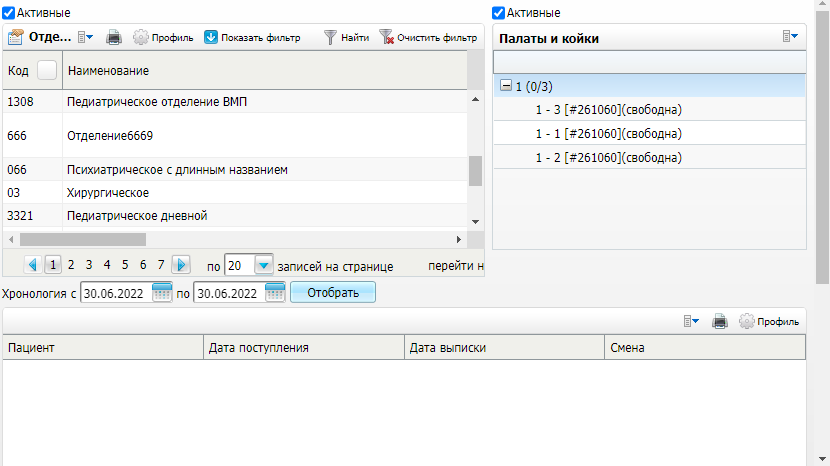 Активные
Отде...
Профиль
Показать фильтр
Найти
Очистить фильтр
Код
Наименование
1308 Педиатрическое отделение ВМП
666 Отделение6669
066 Психиатрическое с длинным названием
03 Хирургическое
3321 Педиатрическое дневной
1 2 3 4 5 6 7 по 20 записей на странице перейти н
Активные
Палаты и койки
1 (0/3)
1 - 3 [#261060](свободна)
1 - 1 [#261060](свободна)
1 - 2 [#261060](свободна)
Хронология с 30.06.2022 по 30.06.2022 Отобрать
Профиль
Пациент Дата поступления Дата выписки Смена